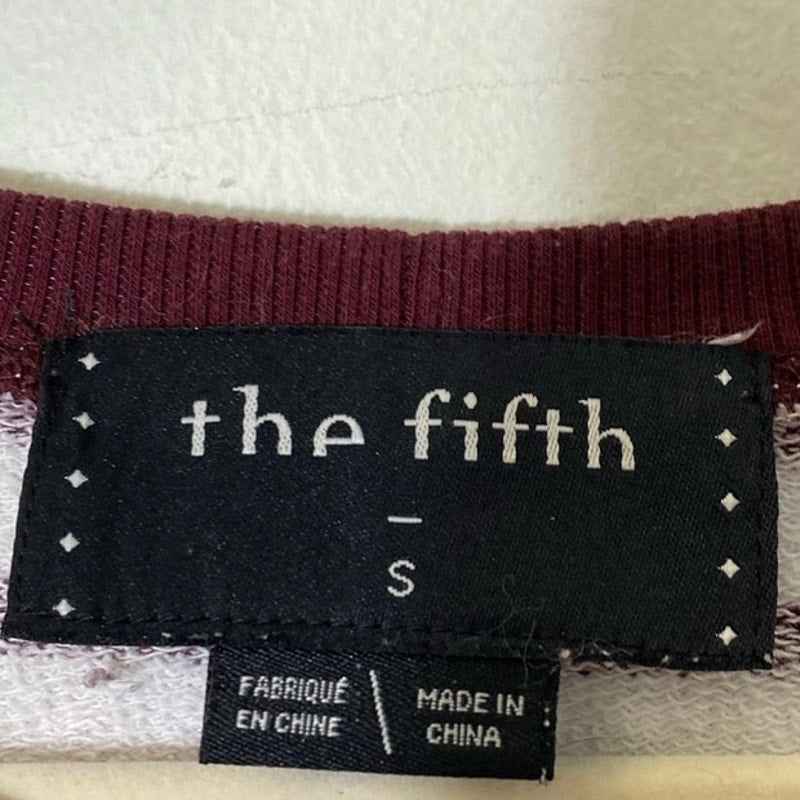 the fifth
S
FABRIQUÉ
EN CHINE
MADE IN
CHINA